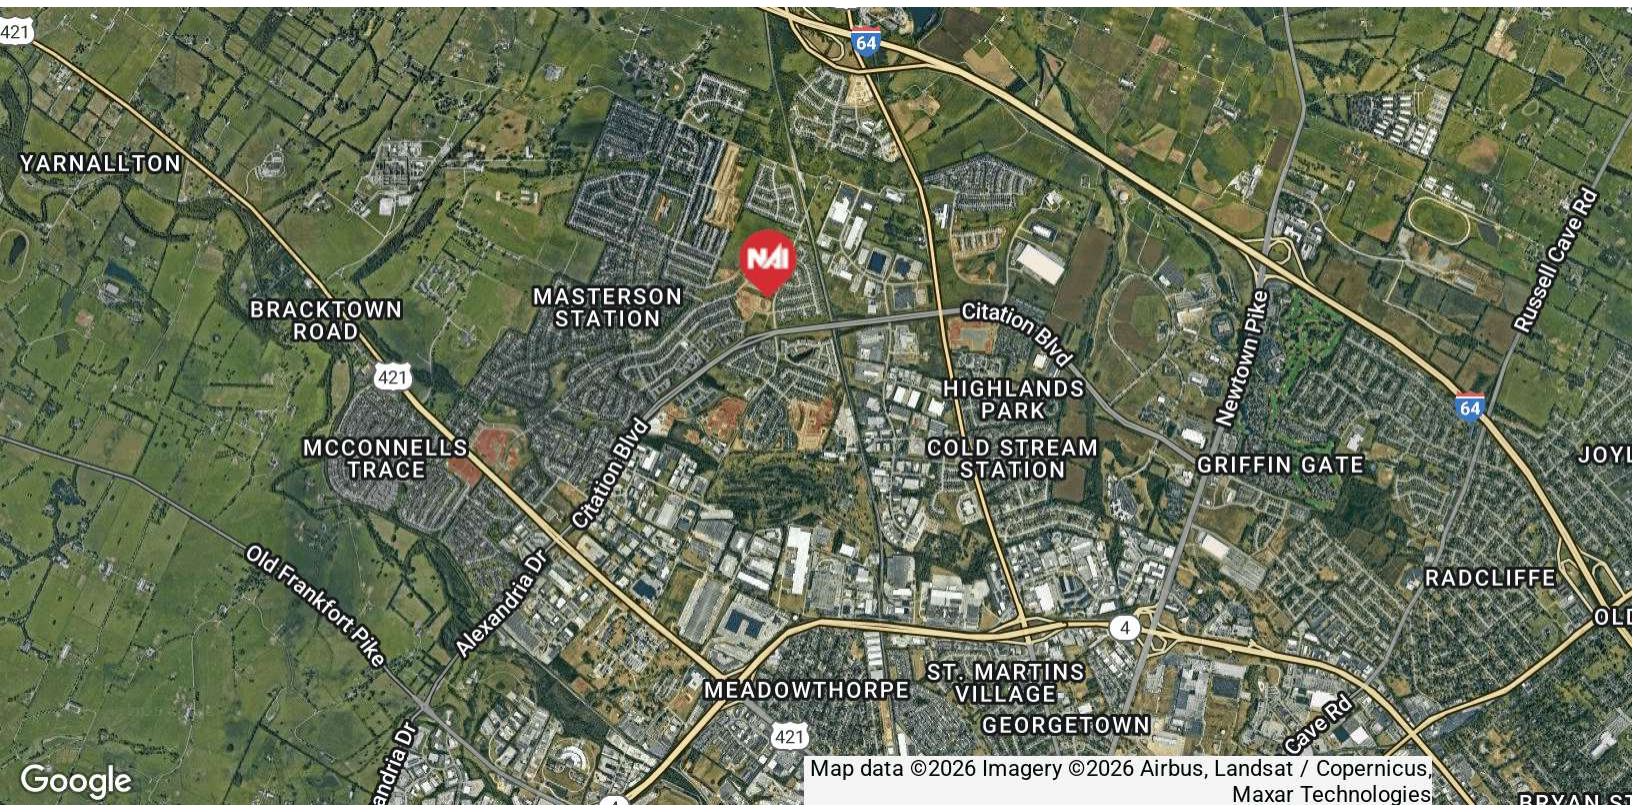 421
64
YARNALLTON
Russell Cave Rd
NAI
MASTERSON
STATION
BRACKTOWN
ROAD
Citation Blvd
Newtown Pike
421
HIGHLANDS
PARK
64
MCCONNELLS
TRACE
Citation Blvd
COLD STREAM
STATION
GRIFFIN GATE
JOYL
Old Frankfort Pike
Alexandria Dr
RADCLIFFE
OLD
4
ST. MARTINS
VILLAGE
MEADOWTHORPE
GEORGETOWN
421
Cave Rd
andria Dr
Google
Map data ©2026 Imagery ©2026 Airbus, Landsat / Copernicus,
Maxar Technologies
4
BRYAN ST